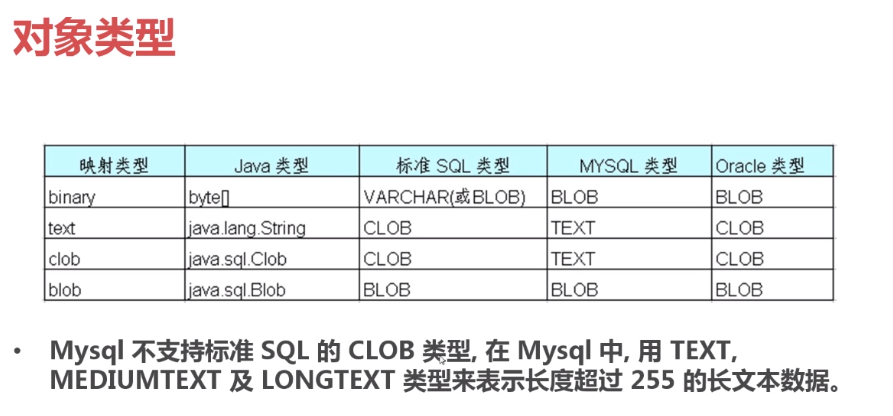 对象类型
映射类型 Java 类型 标准 SQL 类型 MYSQL 类型 Oracle 类型
binary byte[] VARCHAR(或BLOB) BLOB BLOB
text java.lang.String CLOB TEXT CLOB
clob java.sql.Clob CLOB TEXT CLOB
blob java.sql.Blob BLOB BLOB BLOB
• Mysql 不支持标准 SQL 的 CLOB 类型, 在 Mysql 中, 用 TEXT,
MEDIUMTEXT 及 LONGTEXT 类型来表示长度超过 255 的长文本数据。